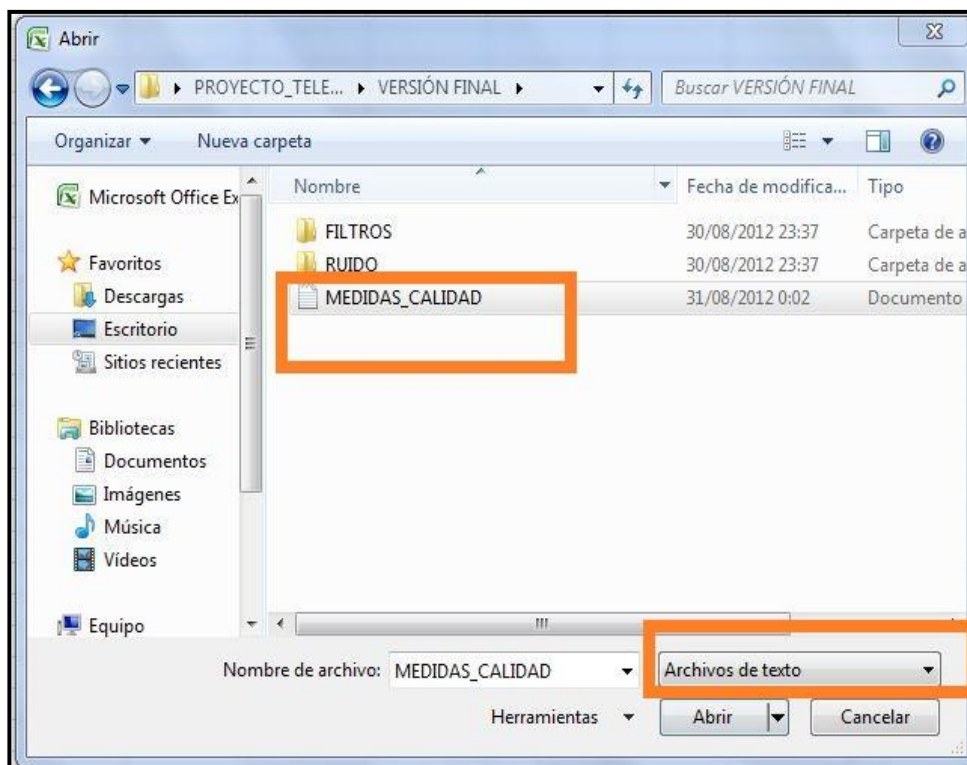 Abrir
PROYECTO_TELE... VERSIÓN FINAL
Buscar VERSIÓN FINAL
Organizar Nueva carpeta
Microsoft Office Ex
Favoritos
Descargas
Escritorio
Sitios recientes
Bibliotecas
Documentos
Imágenes
Música
Vídeos
Equipo
Nombre Fecha de modifica... Tipo
FILTROS 30/08/2012 23:37 Carpeta de a
RUIDO 30/08/2012 23:37 Carpeta de a
MEDIDAS_CALIDAD 31/08/2012 0:02 Documento
Nombre de archivo: MEDIDAS_CALIDAD Archivos de texto
Herramientas Abrir Cancelar